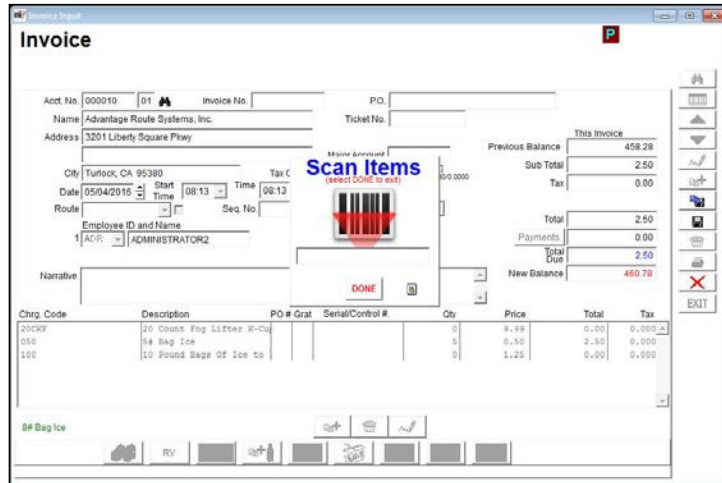 Invoice Input
Invoice
P
Acct. No. 000010 01 Invoice No. P.O.
Name Advantage Route Systems, Inc. Ticket No.
Address 3201 Liberty Square Pkwy
This Invoice
Previous Balance 458.28
Sub Total 2.50
Tax 0.00
City Turlock, CA 95380
Scan Items
(select DONE to exit)
Date 05/04/2015 Start Time 08:13 Time 08:13
Route Seq. No.
Total 2.50
Payments 0.00
Total Due 2.50
New Balance 460.78
Employee ID and Name
1 ADR ADMINISTRATOR2
Narrative
DONE
EXIT
Chrg. Code Description PO # Grat Serial/Control #. Qty Price Total Tax
20CKF 20 Count Fog Lifter K-Cu 0 9.99 0.00 0.000
050 5# Bag Ice 5 0.50 2.50 0.000
100 10 Pound Bags Of Ice to 0 1.25 0.00 0.000
8# Bag Ice
RV